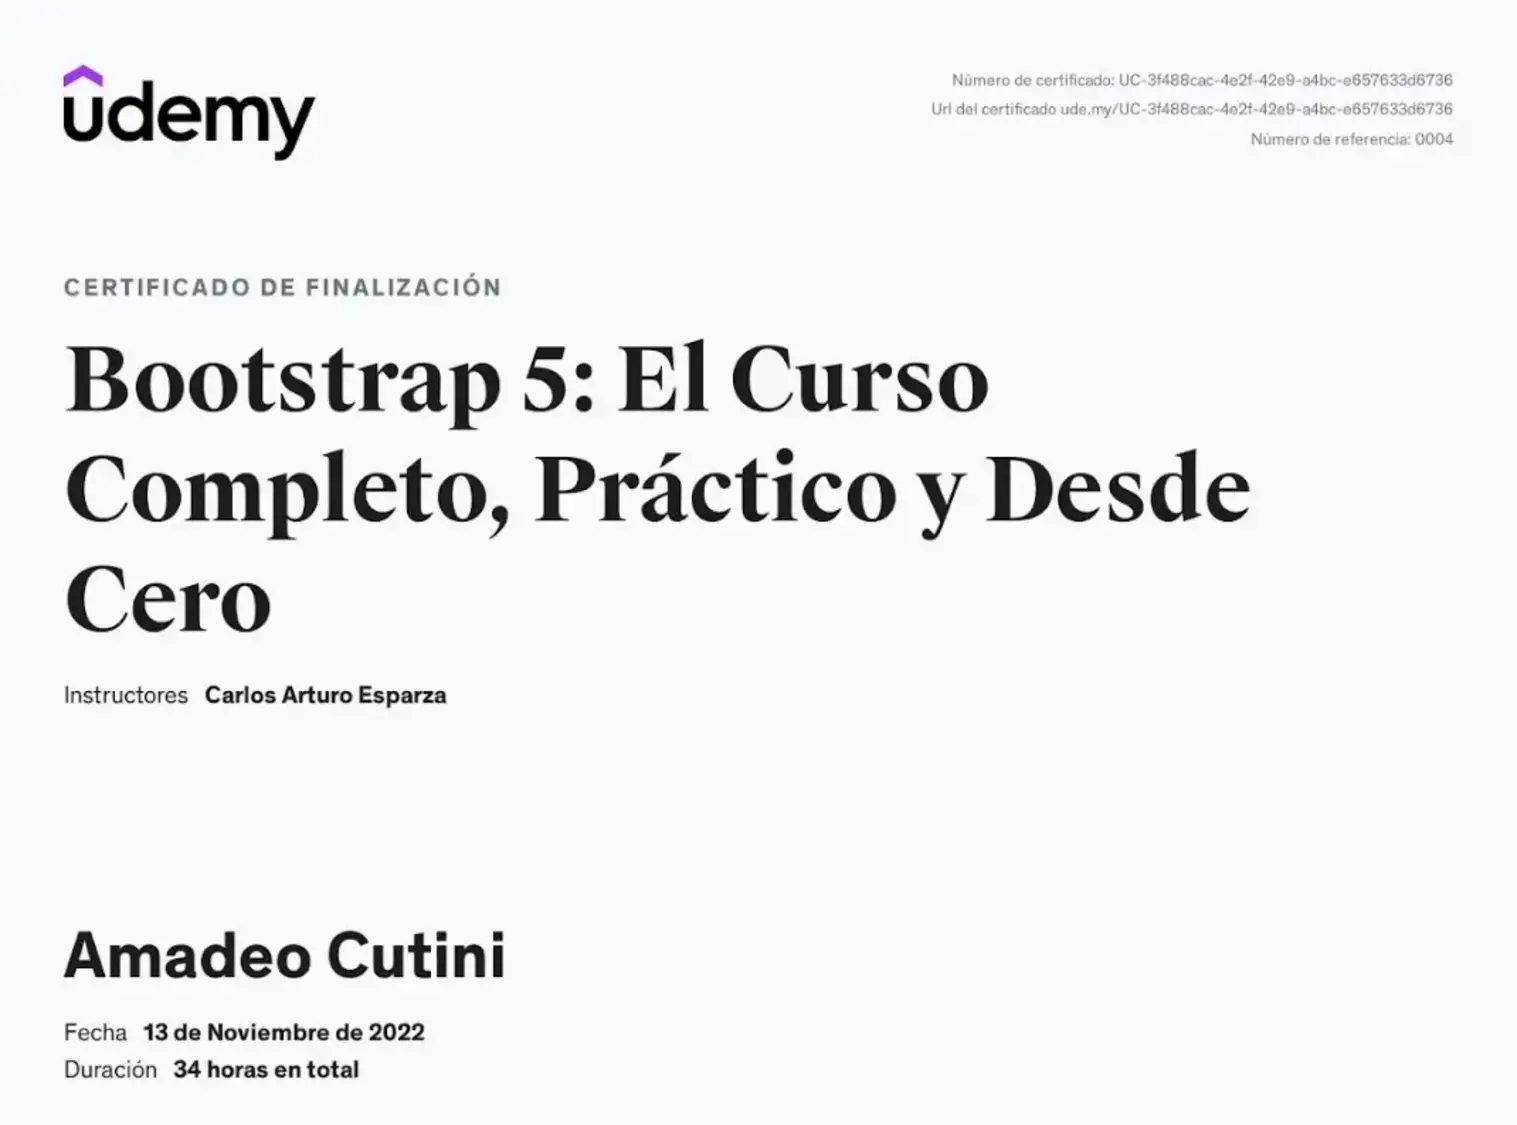 udemy
Número de certificado: UC-3f488cac-4e2f-42e9-a4bc-e657633d6736
Url del certificado ude.my/UC-3f488cac-4e2f-42e9-a4bc-e657633d6736
Número de referencia: 0004
CERTIFICADO DE FINALIZACIÓN
Bootstrap 5: El Curso
Completo, Práctico y Desde
Cero
Instructores Carlos Arturo Esparza
Amadeo Cutini
Fecha 13 de Noviembre de 2022
Duración 34 horas en total